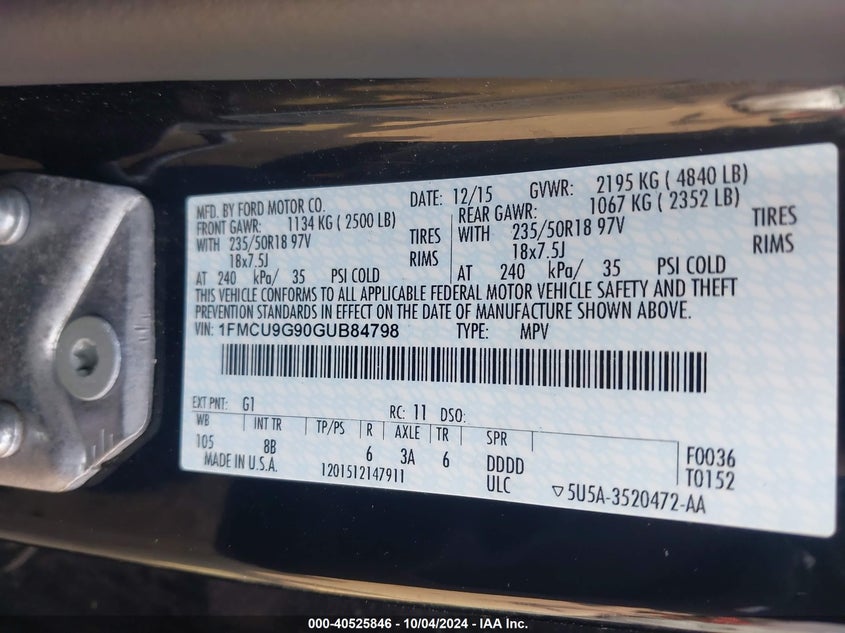 MFD. BY FORD MOTOR CO. DATE: 12/15 GVWR: 2195 KG ( 4840 LB)
FRONT GAWR: 1134 KG ( 2500 LB) REAR GAWR: 1067 KG ( 2352 LB)
WITH 235/50R18 97V TIRES WITH 235/50R18 97V TIRES
18x7.5J RIMS 18x7.5J RIMS
AT 240 kPa/ 35 PSI COLD AT 240 kPa/ 35 PSI COLD
THIS VEHICLE CONFORMS TO ALL APPLICABLE FEDERAL MOTOR VEHICLE SAFETY AND THEFT
PREVENTION STANDARDS IN EFFECT ON THE DATE OF MANUFACTURE SHOWN ABOVE.
VIN: 1FMCU9G90GUB84798 TYPE: MPV
EXT PNT: G1 RC: 11 DSO:
WB INT TR TP/PS R AXLE TR SPR
105 8B 6 3A 6 DDDD F0036
MADE IN U.S.A. 1201512147911 ULC T0152
▽5U5A-3520472-AA
000-40525846 - 10/04/2024 - IAA Inc.